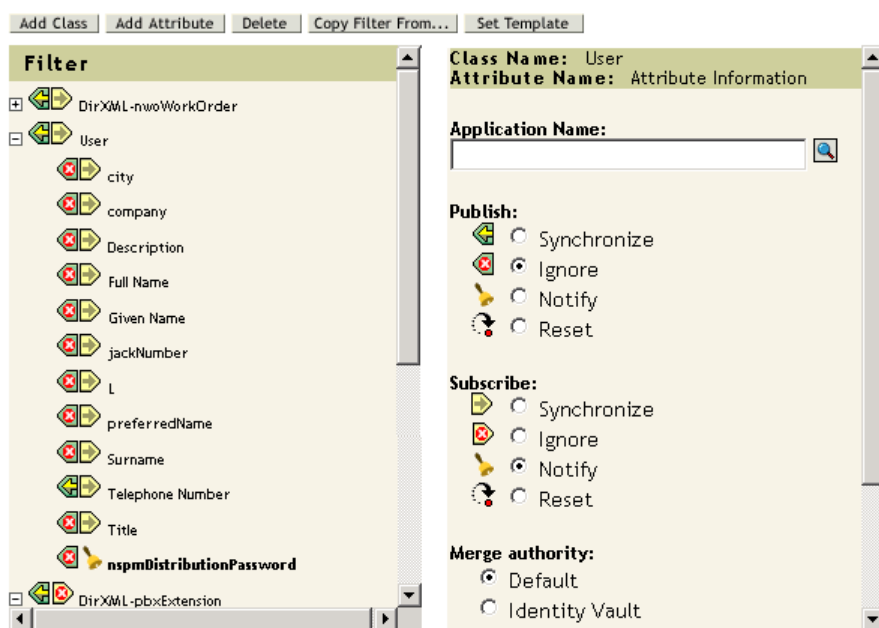 Add Class Add Attribute Delete Copy Filter From... Set Template
Filter
DirXML-nwoWorkOrder
User
city
company
Description
Full Name
Given Name
jackNumber
L
preferredName
Surname
Telephone Number
Title
nspmDistributionPassword
DirXML-pbxExtension
Class Name: User
Attribute Name: Attribute Information
Application Name:
Publish:
Synchronize
Ignore
Notify
Reset
Subscribe:
Synchronize
Ignore
Notify
Reset
Merge authority:
Default
Identity Vault